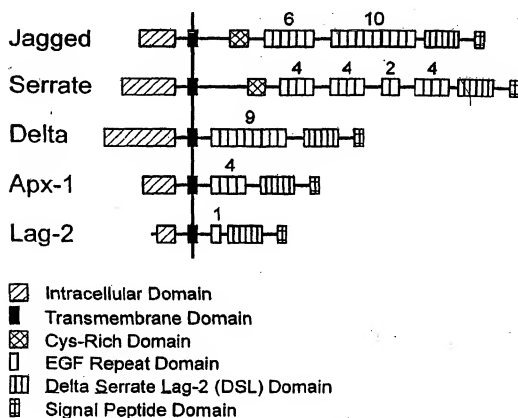 6 10
Jagged
4 4 2 4
Serrate
9
Delta
4
Apx-1
1
Lag-2
Intracellular Domain
Transmembrane Domain
Cys-Rich Domain
EGF Repeat Domain
Delta Serrate Lag-2 (DSL) Domain
Signal Peptide Domain